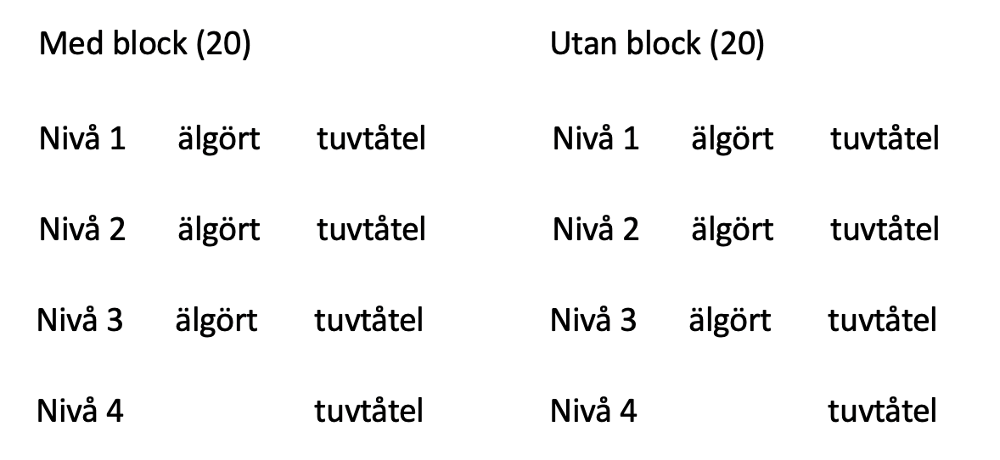 Med block (20) Utan block (20)
Nivå 1 älgört tuvtåtel Nivå 1 älgört tuvtåtel
Nivå 2 älgört tuvtåtel Nivå 2 älgört tuvtåtel
Nivå 3 älgört tuvtåtel Nivå 3 älgört tuvtåtel
Nivå 4 tuvtåtel Nivå 4 tuvtåtel